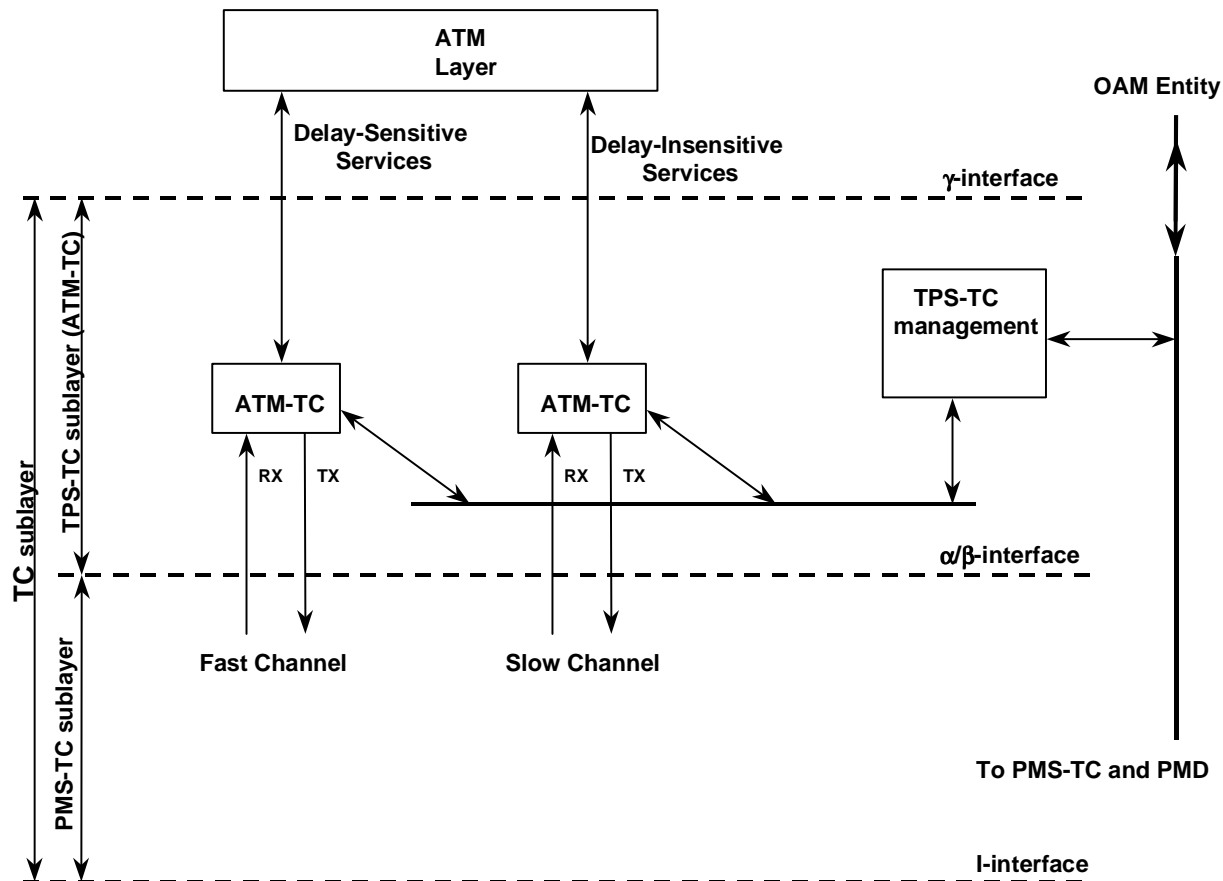 ATM
Layer
OAM Entity
Delay-Sensitive
Services
Delay-Insensitive
Services
γ-interface
TPS-TC
management
ATM-TC
ATM-TC
RX
TX
RX
TX
TC sublayer
TPS-TC sublayer (ATM-TC)
α/β-interface
Fast Channel
Slow Channel
PMS-TC sublayer
To PMS-TC and PMD
I-interface